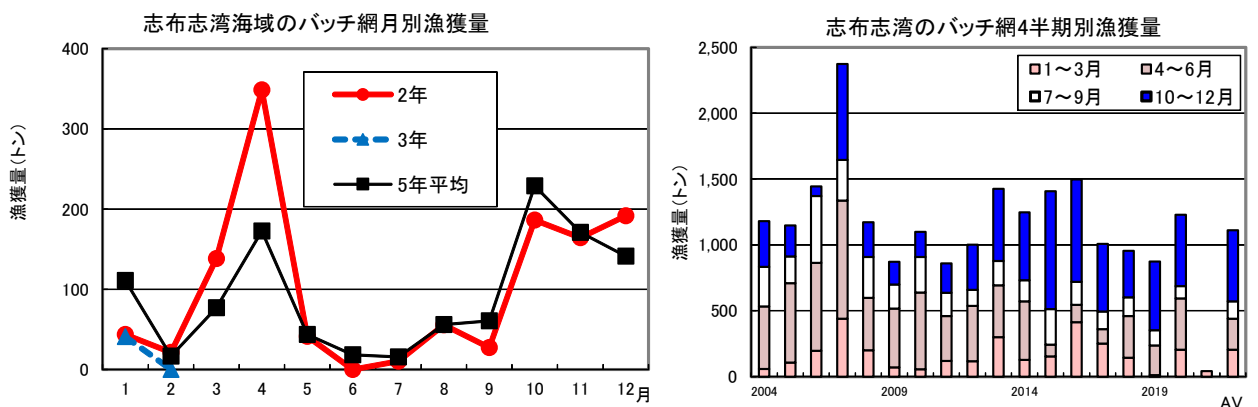 志布志湾海域のバッチ網月別漁獲量
漁獲量(トン)
400
300
200
100
0
2年
3年
5年平均
1 2 3 4 5 6 7 8 9 10 11 12月
志布志湾のバッチ網4半期別漁獲量
漁獲量(トン)
2,500
2,000
1,500
1,000
500
0
1～3月 4～6月
7～9月 10～12月
2004 2009 2014 2019 AV